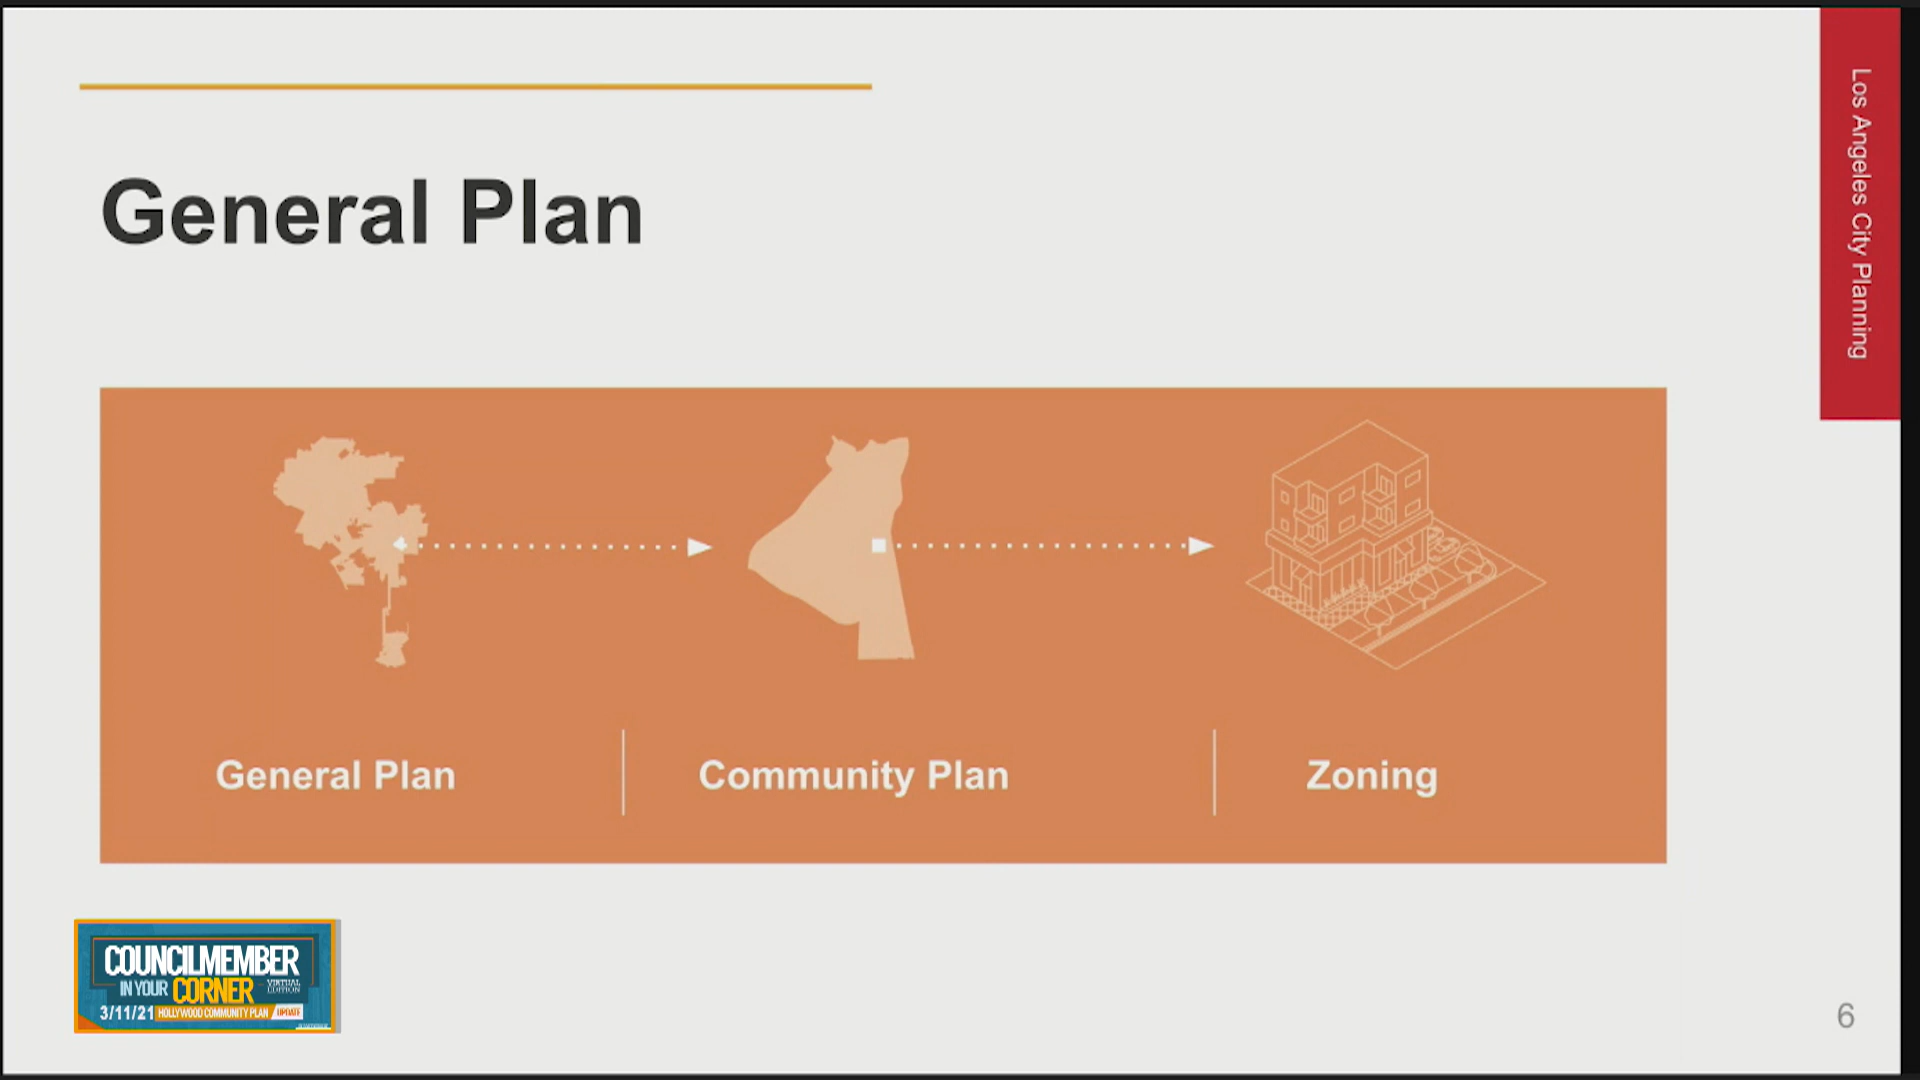 Los Angeles City Planning
General Plan
General Plan
Community Plan
Zoning
COUNCILMEMBER
IN YOUR CORNER VIRTUAL EDITION
3/11/21 HOLLYWOOD COMMUNITY PLAN UPDATE
6